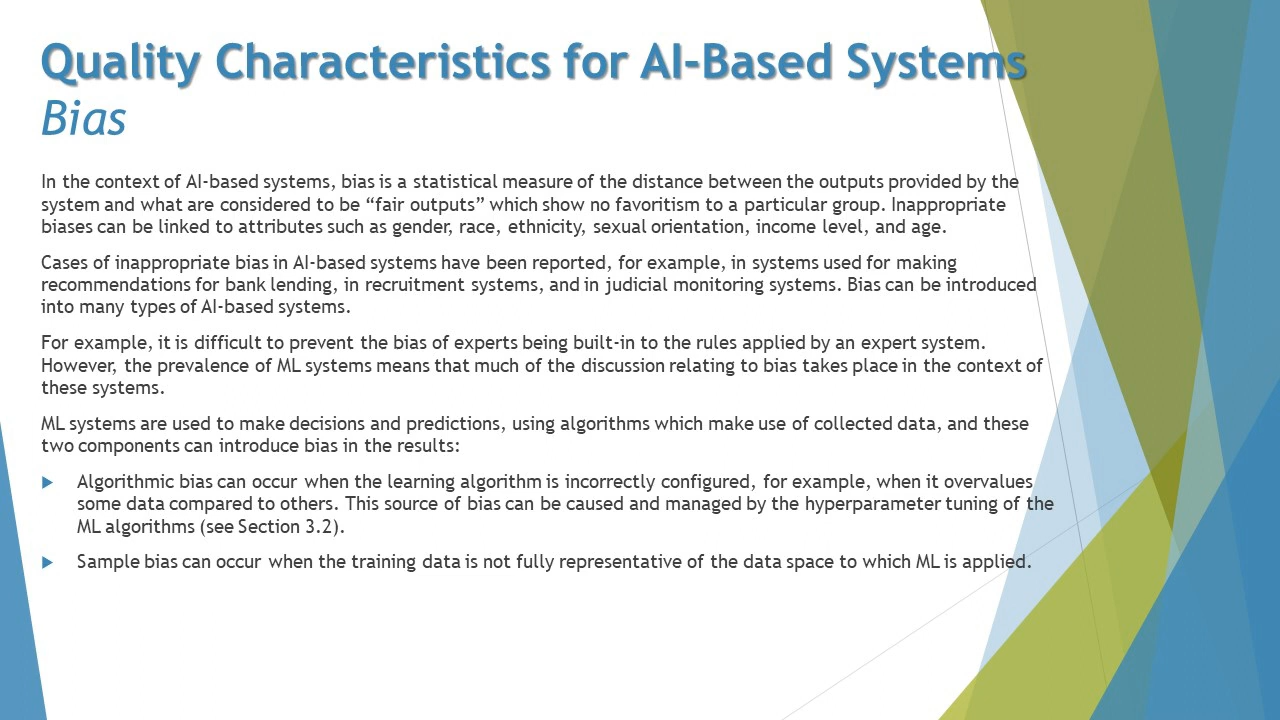 Quality Characteristics for AI-Based Systems
Bias
In the context of AI-based systems, bias is a statistical measure of the distance between the outputs provided by the
system and what are considered to be “fair outputs” which show no favoritism to a particular group. Inappropriate
biases can be linked to attributes such as gender, race, ethnicity, sexual orientation, income level, and age.
Cases of inappropriate bias in AI-based systems have been reported, for example, in systems used for making
recommendations for bank lending, in recruitment systems, and in judicial monitoring systems. Bias can be introduced
into many types of AI-based systems.
For example, it is difficult to prevent the bias of experts being built-in to the rules applied by an expert system.
However, the prevalence of ML systems means that much of the discussion relating to bias takes place in the context of
these systems.
ML systems are used to make decisions and predictions, using algorithms which make use of collected data, and these
two components can introduce bias in the results:
Algorithmic bias can occur when the learning algorithm is incorrectly configured, for example, when it overvalues
some data compared to others. This source of bias can be caused and managed by the hyperparameter tuning of the
ML algorithms (see Section 3.2).
Sample bias can occur when the training data is not fully representative of the data space to which ML is applied.